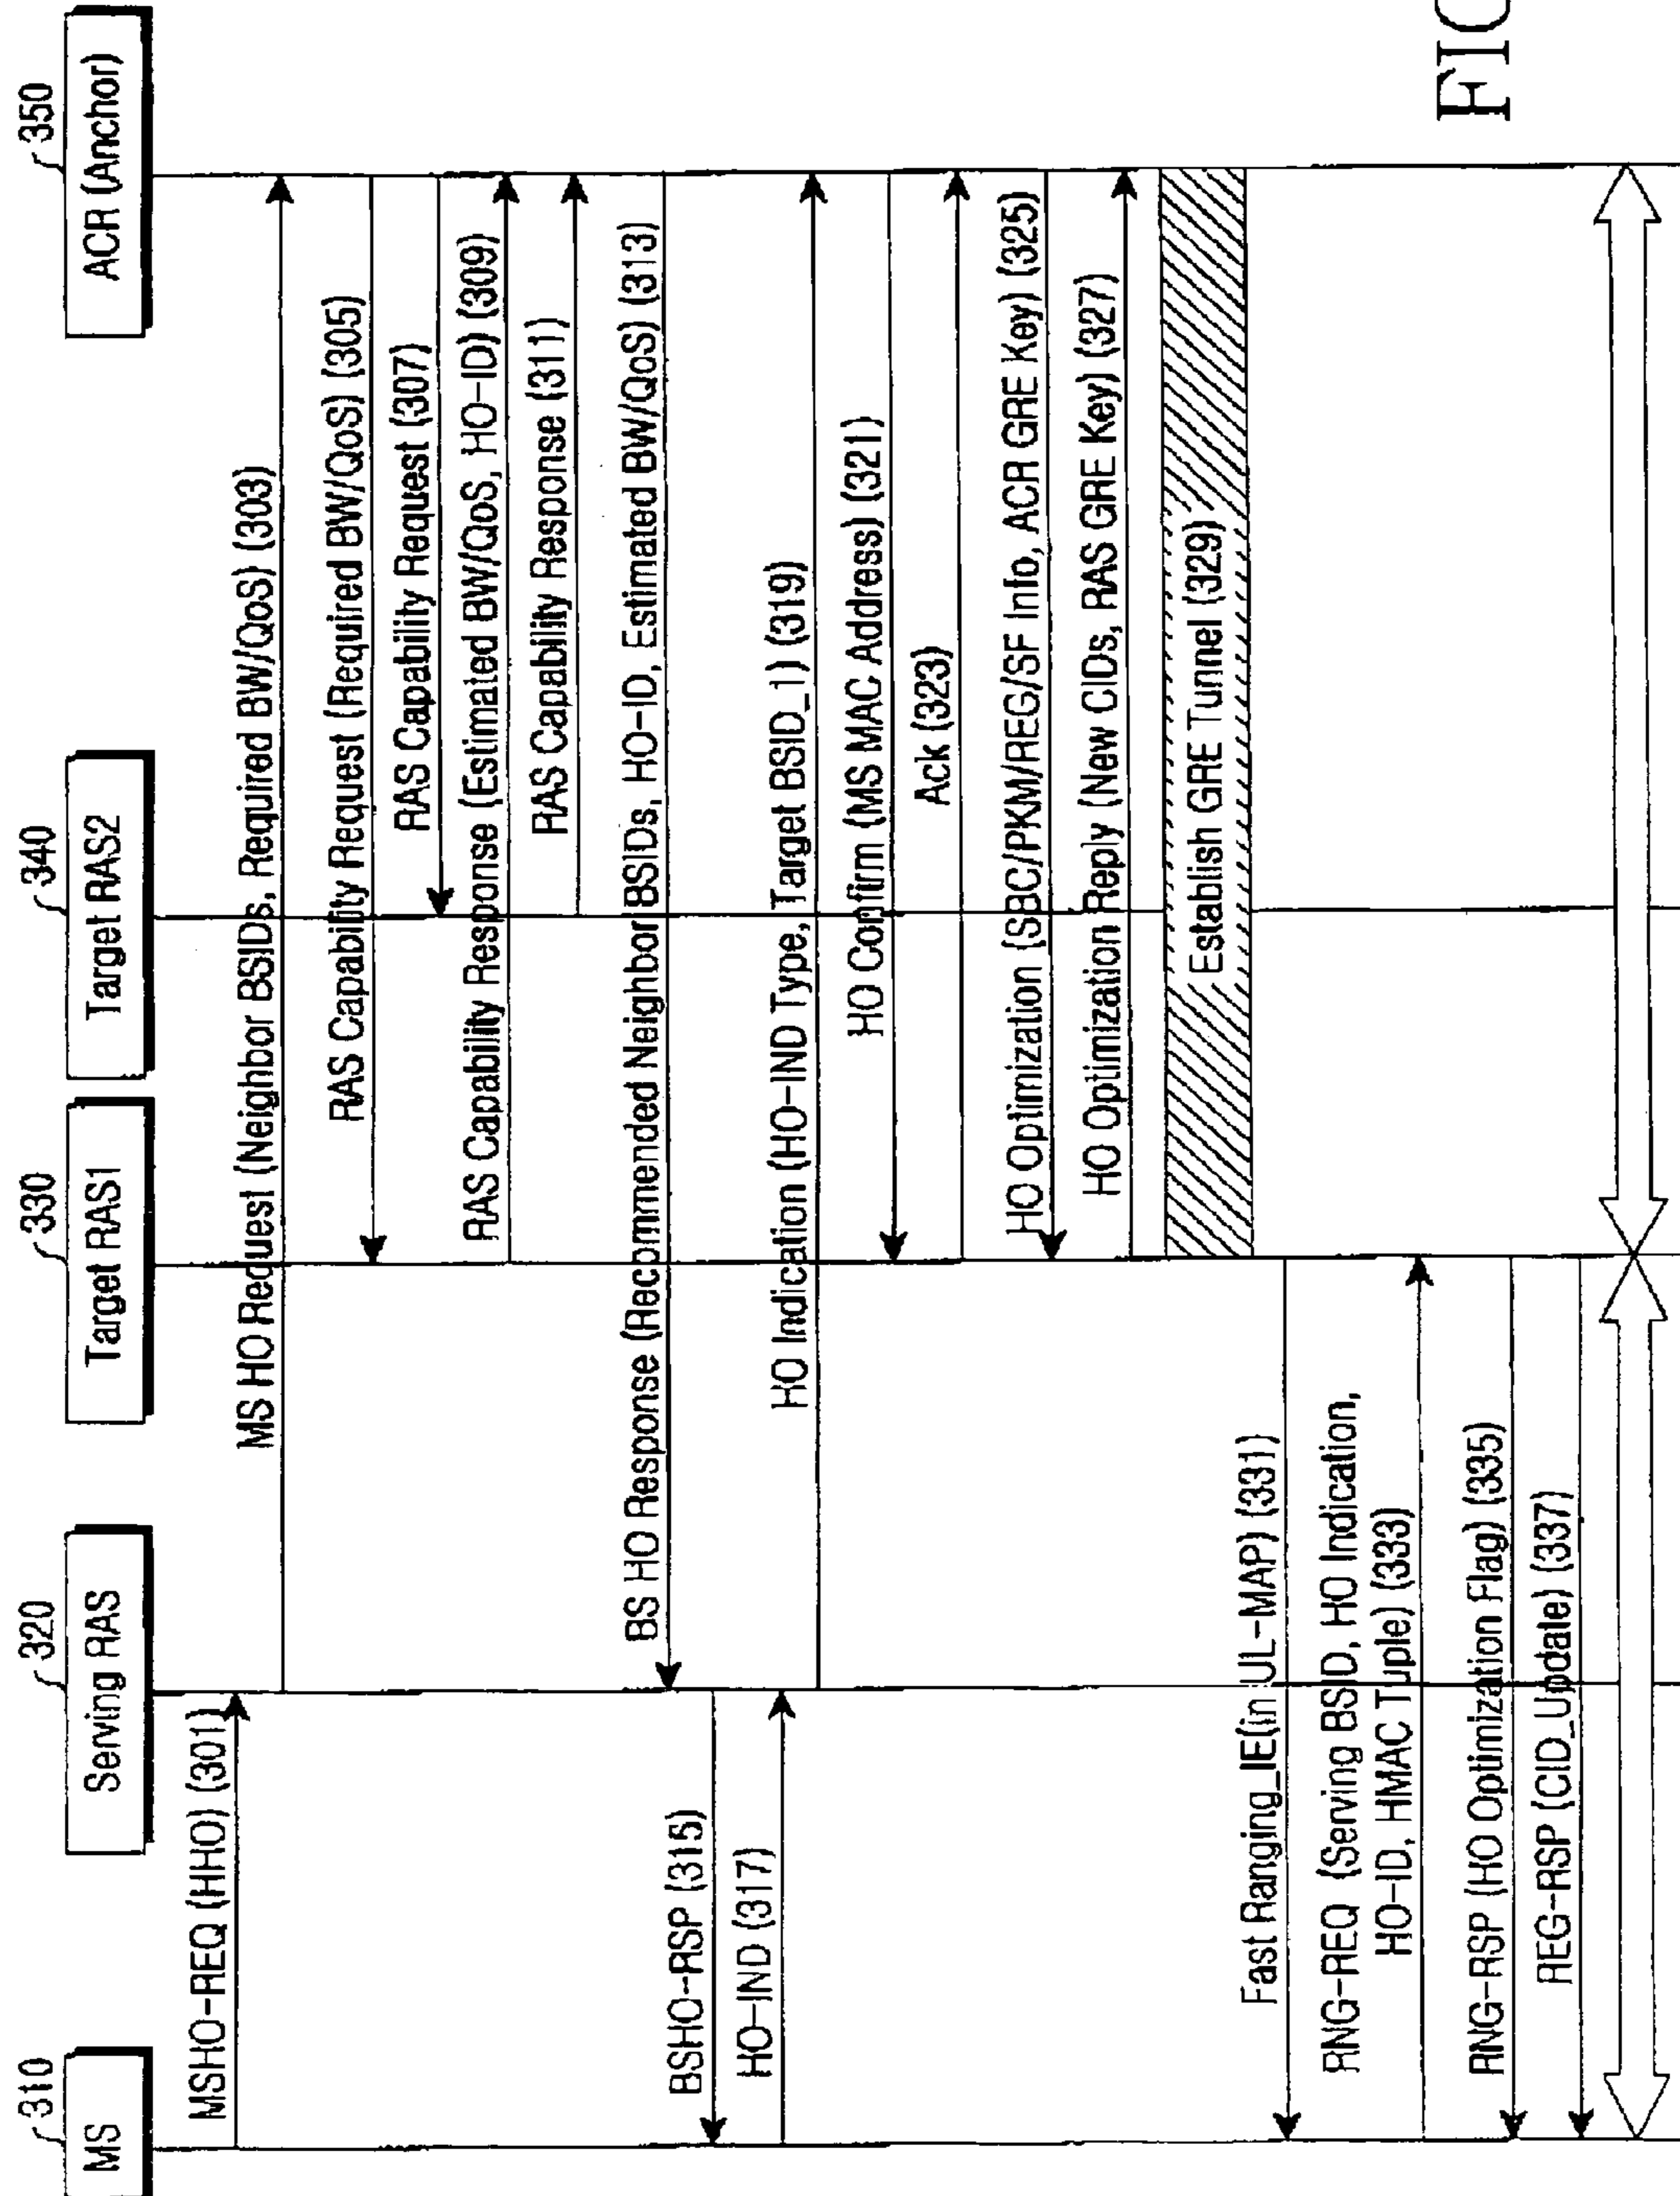 310
MS
320
Serving RAS
330
Target RAS1
340
Target RAS2
350
ACR (Anchor)
MSHO-REQ (HHO) (301)
MS HO Request (Neighbor BSIDs, Required BW/QoS) (303)
RAS Capability Request (Required BW/QoS) (305)
RAS Capability Request (307)
RAS Capability Response (Estimated BW/QoS, HO-ID) (309)
RAS Capability Response (311)
BS HO Response (Recommended Neighbor BSIDs, HO-ID, Estimated BW/QoS) (313)
BSHO-RSP (315)
HO-IND (317)
HO Indication (HO-IND Type, Target BSID_1) (319)
HO Confirm (MS MAC Address) (321)
Ack (323)
HO Optimization (SBC/PKM/REG/SF Info, ACR GRE Key) (325)
HO Optimization Reply (New CIDs, RAS GRE Key) (327)
Establish GRE Tunnel (329)
Fast Ranging_IE(in UL-MAP) (331)
RNG-REQ (Serving BSID, HO Indication,
HO-ID, HMAC Tuple) (333)
RNG-RSP (HO Optimization Flag) (335)
REG-RSP (CID_Update) (337)